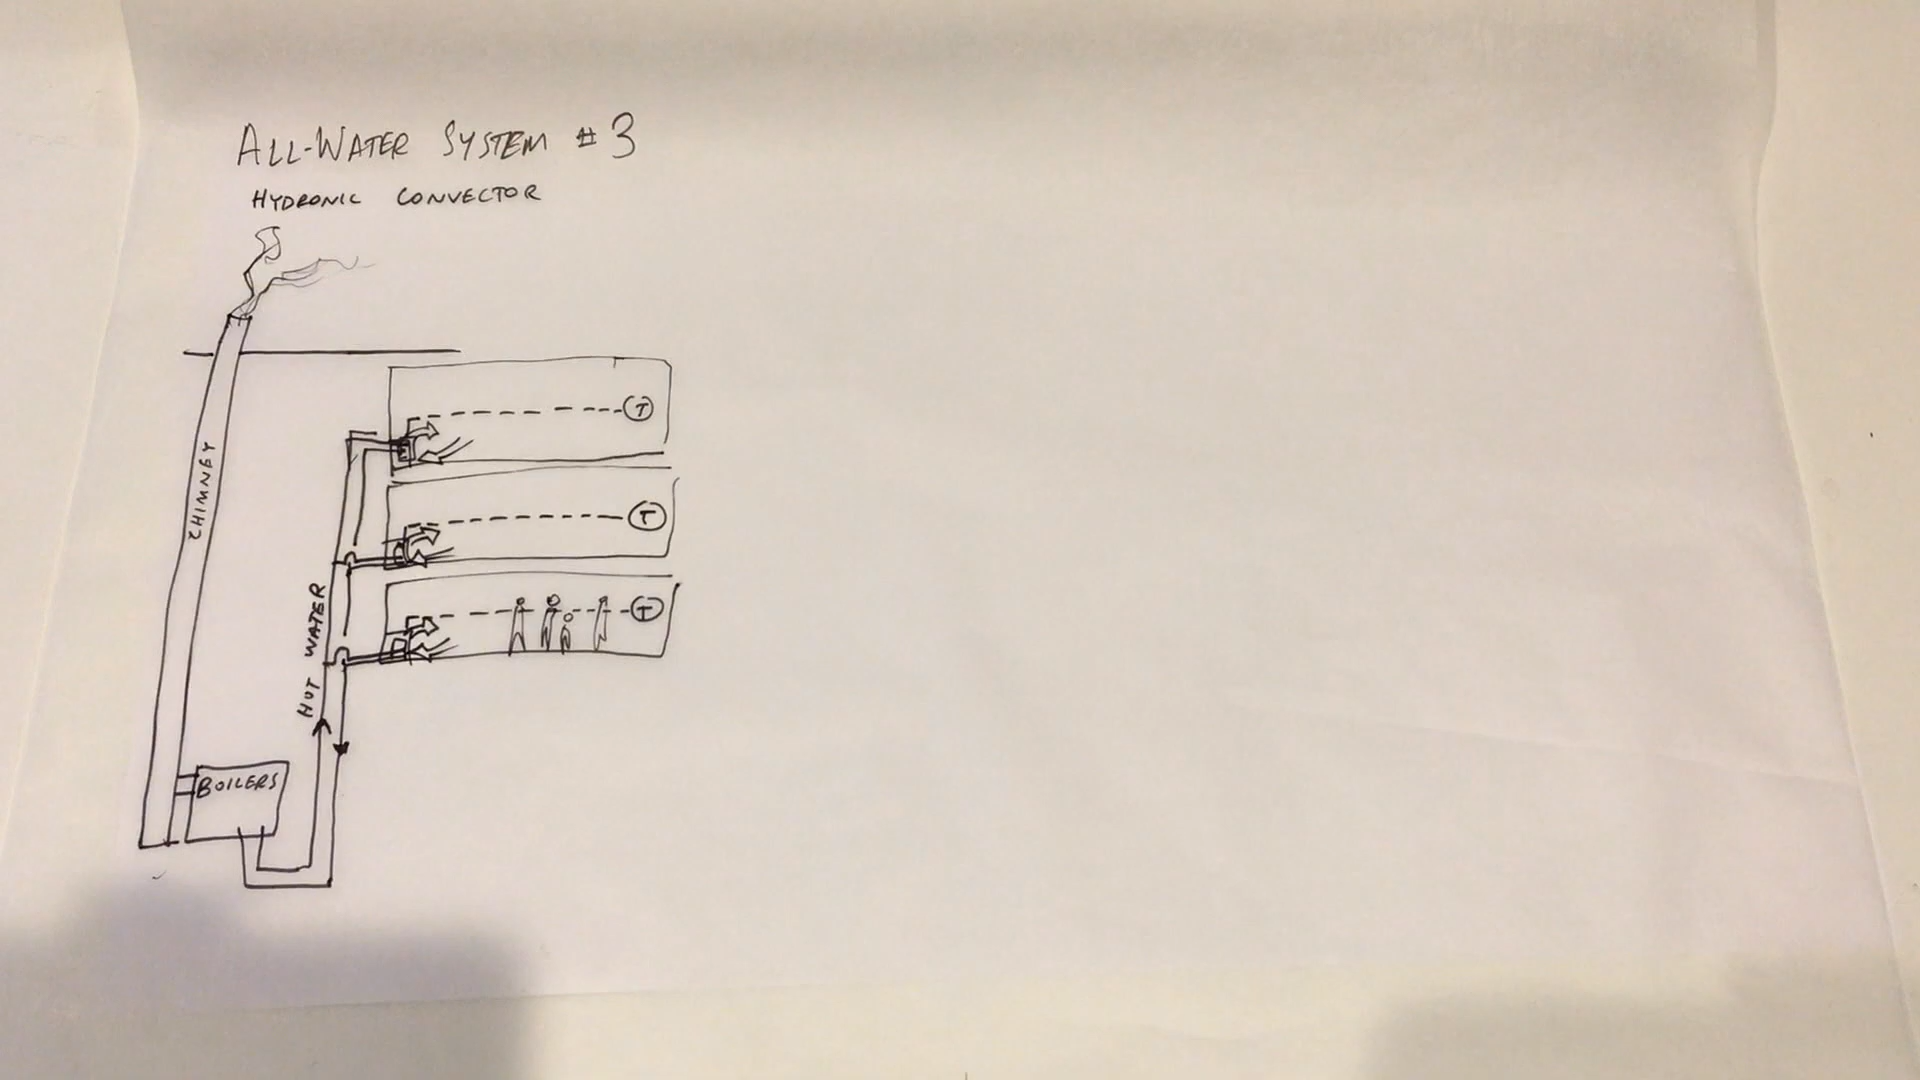 ALL-WATER SYSTEM # 3
HYDRONIC CONVECTOR
CHIMNEY
T
T
T
HOT WATER
BOILERS